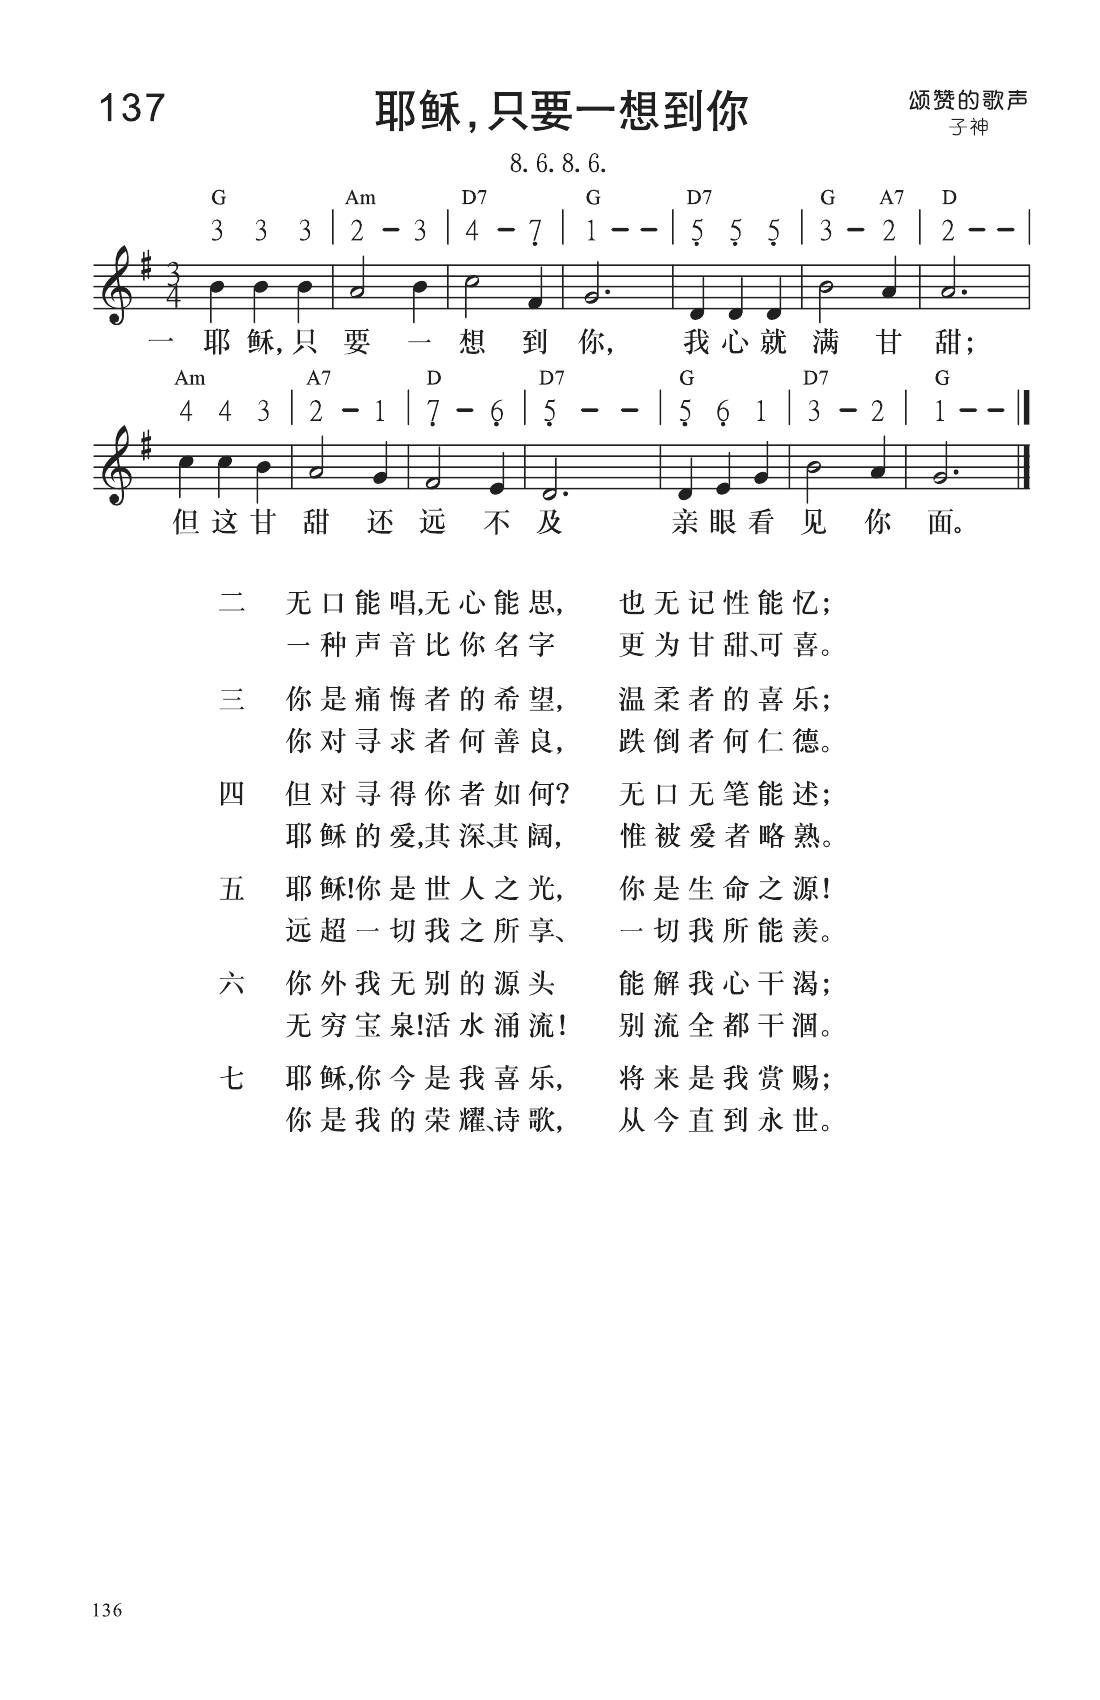 137
耶稣,只要一想到你
颂赞的歌声
子神
8.6.8.6.
G Am D7 G D7 G A7 D
3 3 3 | 2 - 3 | 4 - 7̣ | 1 - - | 5̣ 5̣ 5̣ | 3 - 2 | 2 - - |
3
4
一 耶稣,只要一想到你, 我心就满甘甜;
Am A7 D D7 G D7 G
4 4 3 | 2 - 1 | 7̣ - 6̣ | 5̣ - - | 5̣ 6̣ 1 | 3 - 2 | 1 - - ‖
但这甘甜还远不及 亲眼看见你面。
二 无口能唱,无心能思, 也无记性能忆;
一种声音比你名字 更为甘甜、可喜。
三 你是痛悔者的希望, 温柔者的喜乐;
你对寻求者何善良, 跌倒者何仁德。
四 但对寻得你者如何? 无口无笔能述;
耶稣的爱,其深、其阔, 惟被爱者略熟。
五 耶稣!你是世人之光, 你是生命之源!
远超一切我之所享、 一切我所能羡。
六 你外我无别的源头 能解我心干渴;
无穷宝泉!活水涌流! 别流全都干涸。
七 耶稣,你今是我喜乐, 将来是我赏赐;
你是我的荣耀、诗歌, 从今直到永世。
136